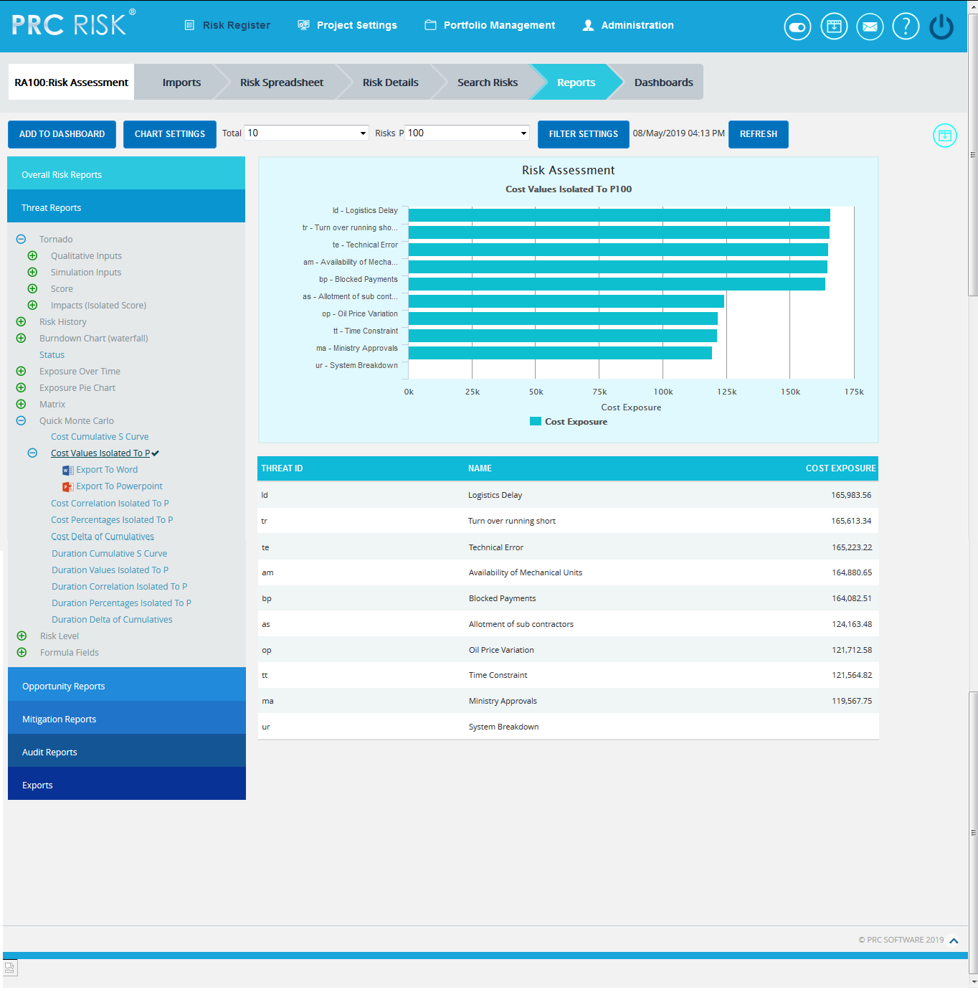 PRC RISK®
Risk Register
Project Settings
Portfolio Management
Administration
?
RA100:Risk Assessment
Imports
Risk Spreadsheet
Risk Details
Search Risks
Reports
Dashboards
ADD TO DASHBOARD
CHART SETTINGS
Total 10
Risks P 100
FILTER SETTINGS
08/May/2019 04:13 PM
REFRESH
Overall Risk Reports
Threat Reports
Tornado
Qualitative Inputs
Simulation Inputs
Score
Impacts (Isolated Score)
Risk History
Burndown Chart (waterfall)
Status
Exposure Over Time
Exposure Pie Chart
Matrix
Quick Monte Carlo
Cost Cumulative S Curve
Cost Values Isolated To P
Export To Word
Export To Powerpoint
Cost Correlation Isolated To P
Cost Percentages Isolated To P
Cost Delta of Cumulatives
Duration Cumulative S Curve
Duration Values Isolated To P
Duration Correlation Isolated To P
Duration Percentages Isolated To P
Duration Delta of Cumulatives
Risk Level
Formula Fields
Opportunity Reports
Mitigation Reports
Audit Reports
Exports
Risk Assessment
Cost Values Isolated To P100
ld - Logistics Delay
tr - Turn over running sho...
te - Technical Error
am - Availability of Mecha...
bp - Blocked Payments
as - Allotment of sub cont...
op - Oil Price Variation
tt - Time Constraint
ma - Ministry Approvals
ur - System Breakdown
0k 25k 50k 75k 100k 125k 150k 175k
Cost Exposure
Cost Exposure
THREAT ID NAME COST EXPOSURE
ld Logistics Delay 165,983.56
tr Turn over running short 165,613.34
te Technical Error 165,223.22
am Availability of Mechanical Units 164,880.65
bp Blocked Payments 164,082.51
as Allotment of sub contractors 124,163.48
op Oil Price Variation 121,712.58
tt Time Constraint 121,564.82
ma Ministry Approvals 119,567.75
ur System Breakdown
© PRC SOFTWARE 2019